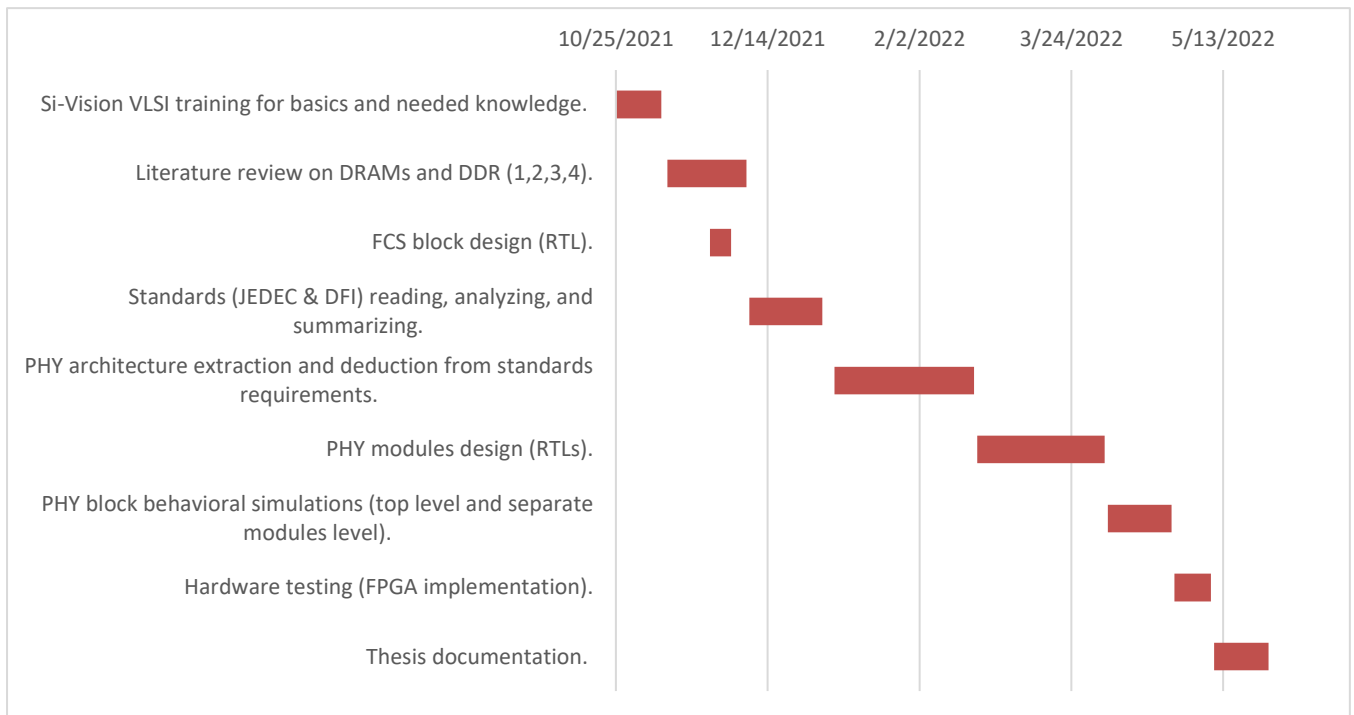 10/25/2021 12/14/2021 2/2/2022 3/24/2022 5/13/2022
Si-Vision VLSI training for basics and needed knowledge.
Literature review on DRAMs and DDR (1,2,3,4).
FCS block design (RTL).
Standards (JEDEC & DFI) reading, analyzing, and
summarizing.
PHY architecture extraction and deduction from standards
requirements.
PHY modules design (RTLs).
PHY block behavioral simulations (top level and separate
modules level).
Hardware testing (FPGA implementation).
Thesis documentation.